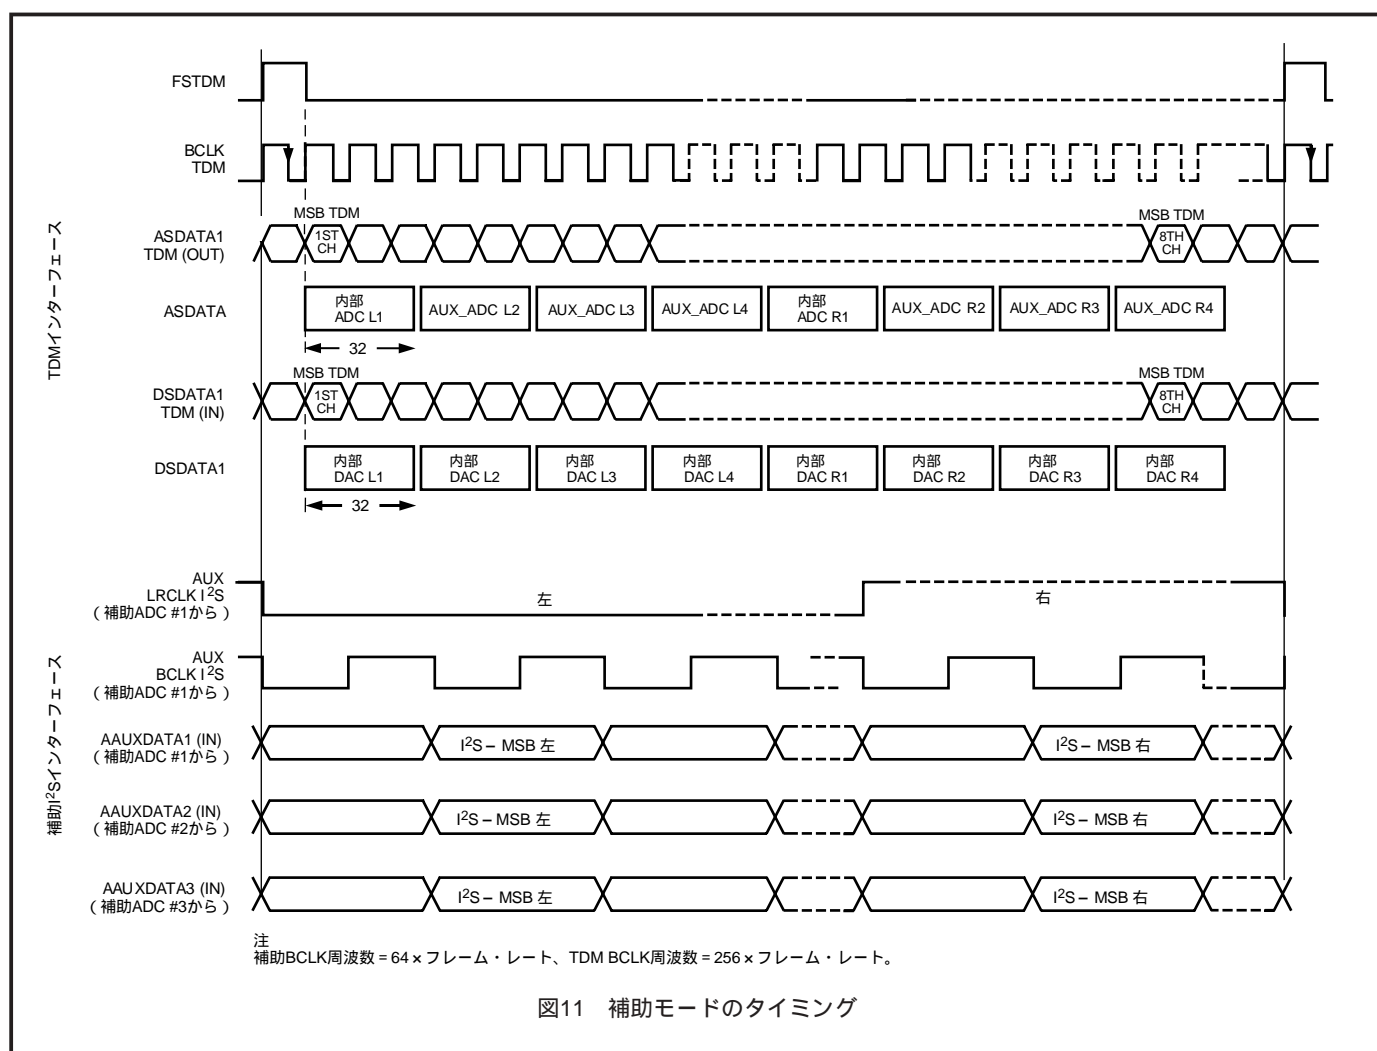 FSTDM
BCLK
TDM
MSB TDM
MSB TDM
ASDATA1
TDM (OUT)
1ST
CH
8TH
CH
ASDATA
内部
ADC L1
AUX_ADC L2
AUX_ADC L3
AUX_ADC L4
内部
ADC R1
AUX_ADC R2
AUX_ADC R3
AUX_ADC R4
32
TDMインターフェース
MSB TDM
MSB TDM
DSDATA1
TDM (IN)
1ST
CH
8TH
CH
DSDATA1
内部
DAC L1
内部
DAC L2
内部
DAC L3
内部
DAC L4
内部
DAC R1
内部
DAC R2
内部
DAC R3
内部
DAC R4
32
AUX
LRCLK I²S
(補助ADC #1から)
左
右
AUX
BCLK I²S
(補助ADC #1から)
補助I²Sインターフェース
AAUXDATA1 (IN)
(補助ADC #1から)
I²S – MSB 左
I²S – MSB 右
AAUXDATA2 (IN)
(補助ADC #2から)
I²S – MSB 左
I²S – MSB 右
AAUXDATA3 (IN)
(補助ADC #3から)
I²S – MSB 左
I²S – MSB 右
注
補助BCLK周波数 = 64 × フレーム・レート、TDM BCLK周波数 = 256 × フレーム・レート。
図11 補助モードのタイミング